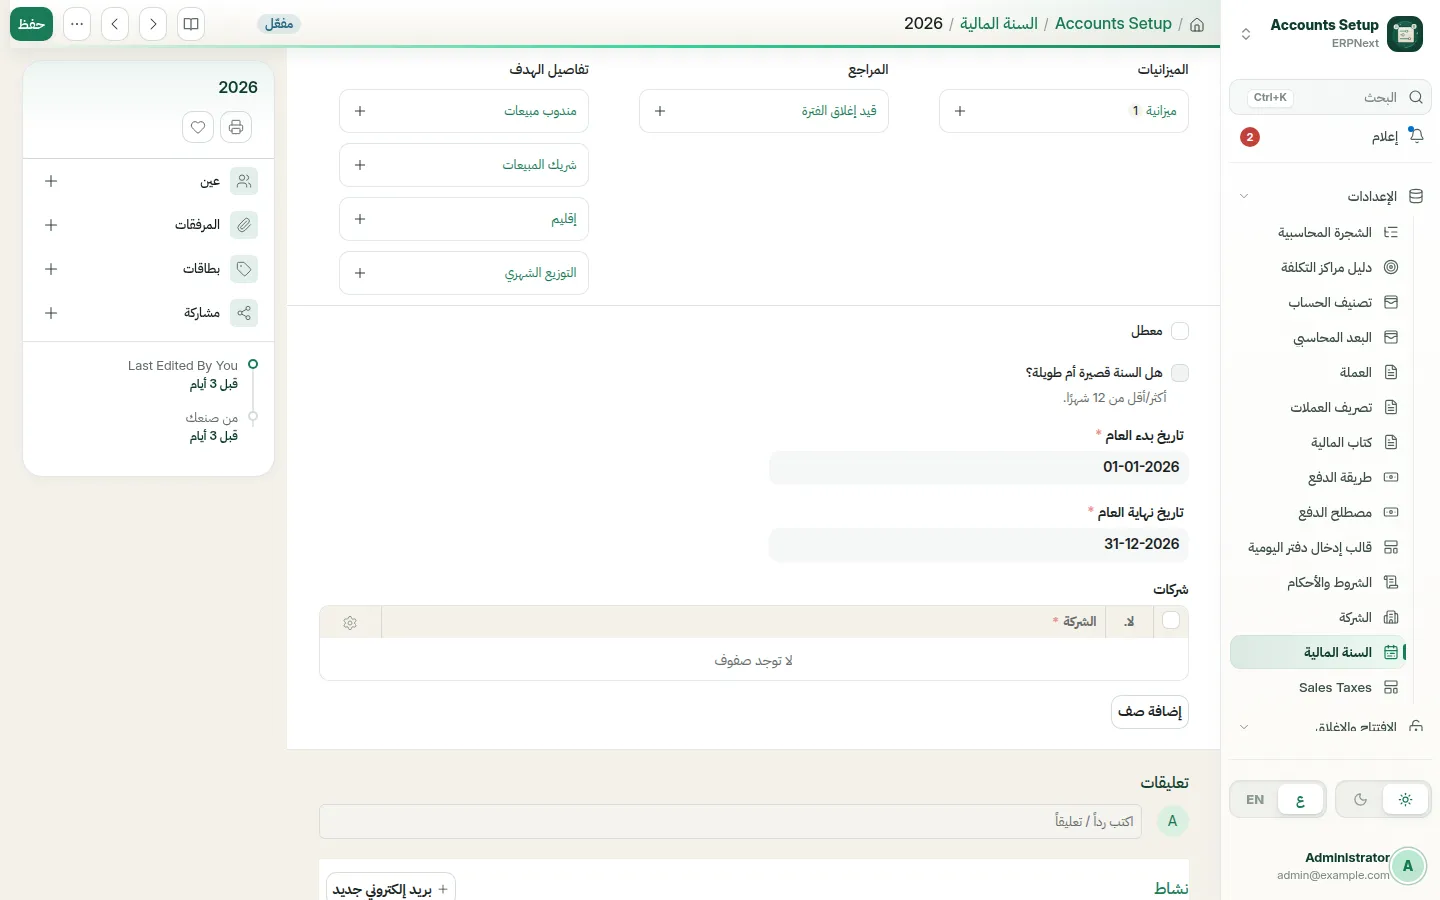 Accounts Setup
ERPNext
البحث
Ctrl+K
إعلام
2
الإعدادات
الشجرة المحاسبية
دليل مراكز التكلفة
تصنيف الحساب
البعد المحاسبي
العملة
تصريف العملات
كتاب المالية
طريقة الدفع
مصطلح الدفع
قالب إدخال دفتر اليومية
الشروط والأحكام
الشركة
السنة المالية
Sales Taxes
الافتتاح والإغلاق
ع
EN
Administrator
admin@example.com
A
/ Accounts Setup / السنة المالية / 2026
مفعّل
حفظ
الميزانيات
ميزانية 1
المراجع
قيد إغلاق الفترة
تفاصيل الهدف
مندوب مبيعات
شريك المبيعات
إقليم
التوزيع الشهري
معطل
هل السنة قصيرة أم طويلة؟
أكثر/أقل من 12 شهرًا.
تاريخ بدء العام *
01-01-2026
تاريخ نهاية العام *
31-12-2026
شركات
لا.
الشركة *
لا توجد صفوف
إضافة صف
تعليقات
A
اكتب رداً / تعليقاً
نشاط
+ بريد إلكتروني جديد
2026
عين
المرفقات
بطاقات
مشاركة
Last Edited By You
قبل 3 أيام
من صنعك
قبل 3 أيام